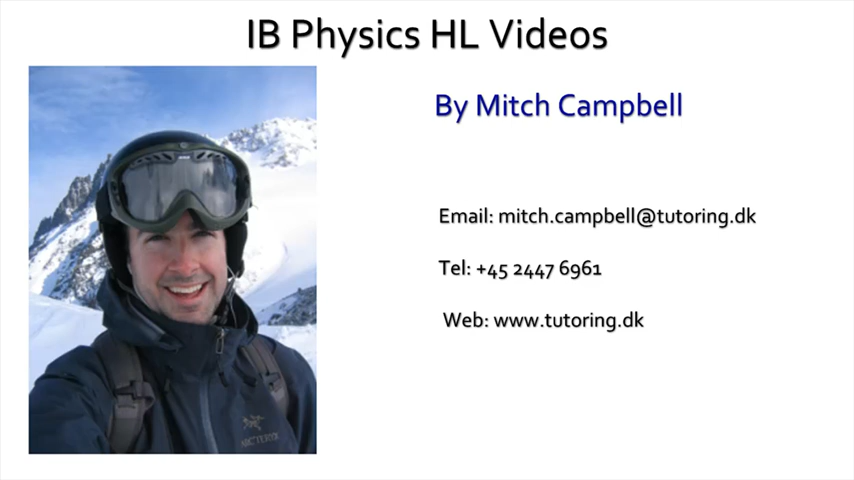 IB Physics HL Videos
By Mitch Campbell
Email: mitch.campbell@tutoring.dk
Tel: +45 2447 6961
Web: www.tutoring.dk
ARC'TERYX